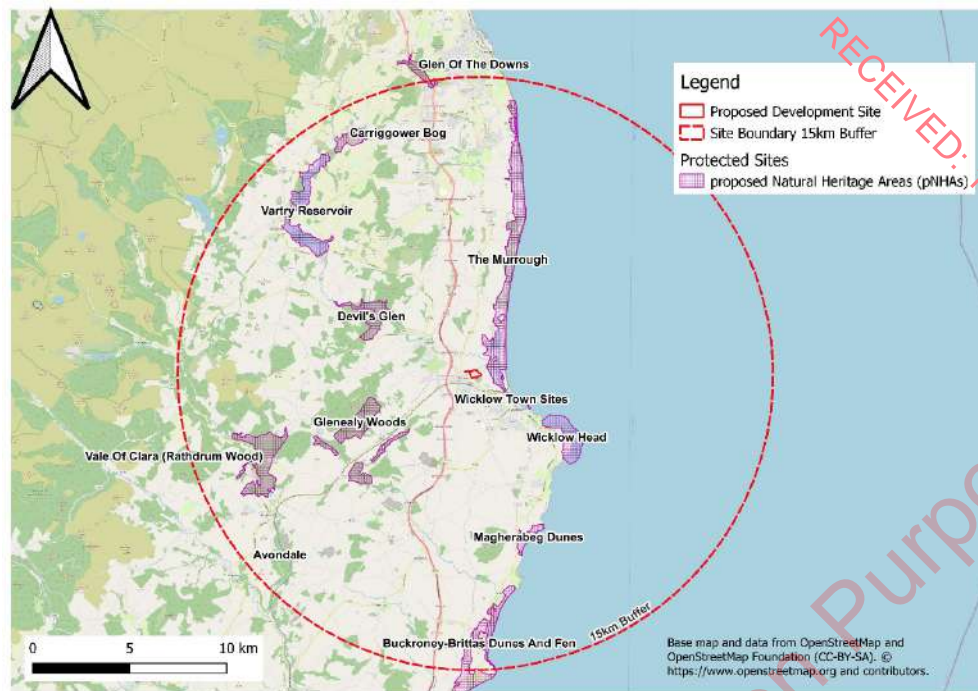 Glen Of The Downs
Carriggower Bog
Vartry Reservoir
The Murrough
Devil's Glen
Wicklow Town Sites
Glenealy Woods
Wicklow Head
Vale Of Clara (Rathdrum Wood)
Magherabeg Dunes
Avondale
Buckroney-Brittas Dunes And Fen
15km Buffer
Legend
Proposed Development Site
Site Boundary 15km Buffer
Protected Sites
proposed Natural Heritage Areas (pNHAs)
RECEIVED:
on Purpo
0 5 10 km
Base map and data from OpenStreetMap and
OpenStreetMap Foundation (CC-BY-SA). ©
https://www.openstreetmap.org and contributors.